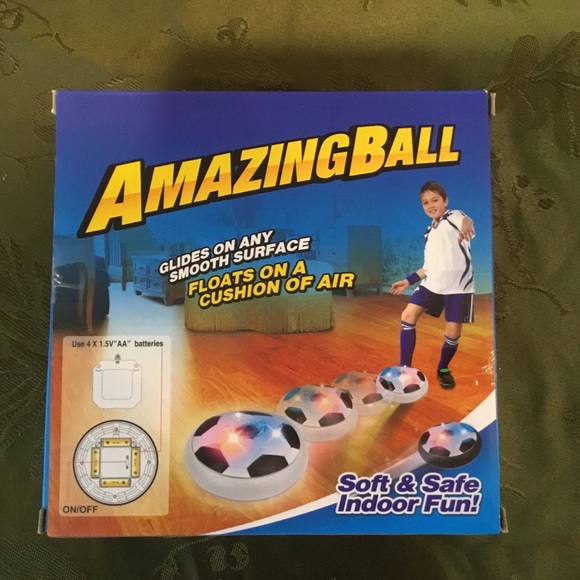 AMAZINGBALL
GLIDES ON ANY
SMOOTH SURFACE
FLOATS ON A
CUSHION OF AIR
Use 4 X 1.5V"AA" batteries
ON/OFF
Soft & Safe
Indoor Fun!